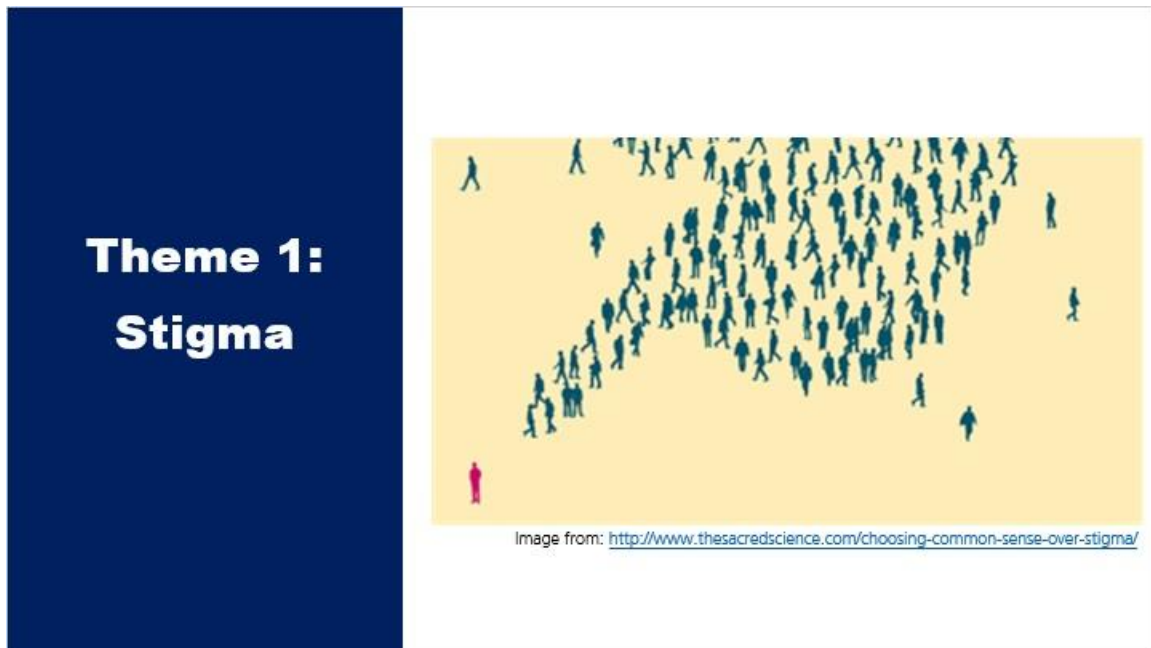 Theme 1:
Stigma
Image from: http://www.thesacredscience.com/choosing-common-sense-over-stigma/